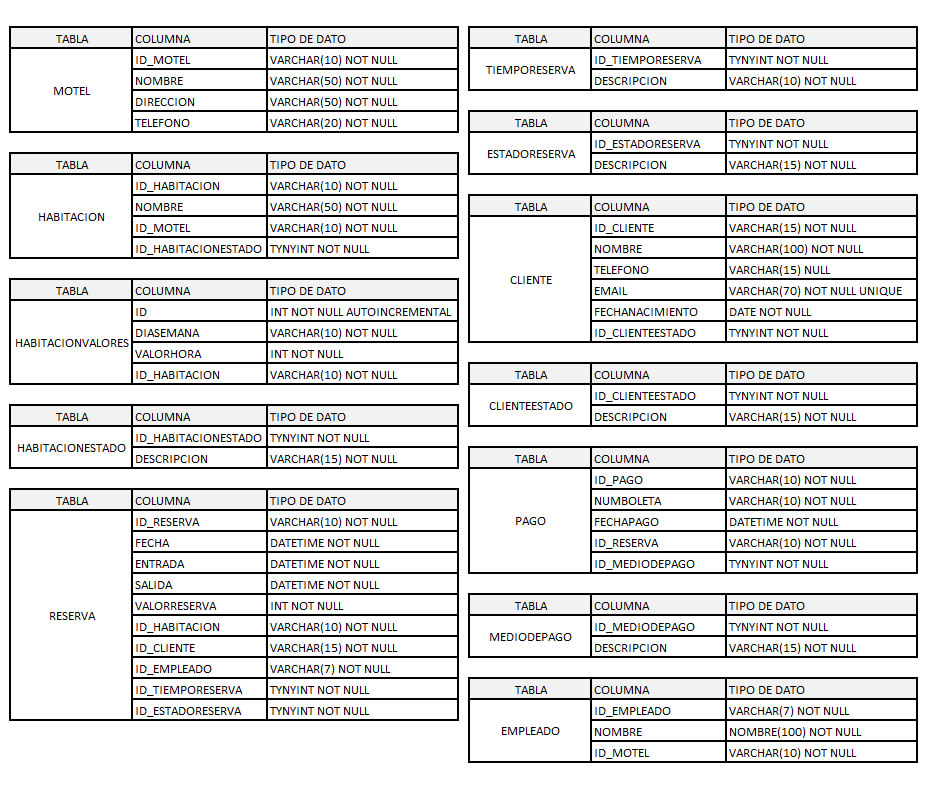 TABLA COLUMNA TIPO DE DATO
MOTEL
ID_MOTEL VARCHAR(10) NOT NULL
NOMBRE VARCHAR(50) NOT NULL
DIRECCION VARCHAR(50) NOT NULL
TELEFONO VARCHAR(20) NOT NULL
TABLA COLUMNA TIPO DE DATO
HABITACION
ID_HABITACION VARCHAR(10) NOT NULL
NOMBRE VARCHAR(50) NOT NULL
ID_MOTEL VARCHAR(10) NOT NULL
ID_HABITACIONESTADO TYNYINT NOT NULL
TABLA COLUMNA TIPO DE DATO
HABITACIONVALORES
ID INT NOT NULL AUTOINCREMENTAL
DIASEMANA VARCHAR(10) NOT NULL
VALORHORA INT NOT NULL
ID_HABITACION VARCHAR(10) NOT NULL
TABLA COLUMNA TIPO DE DATO
HABITACIONESTADO
ID_HABITACIONESTADO TYNYINT NOT NULL
DESCRIPCION VARCHAR(15) NOT NULL
TABLA COLUMNA TIPO DE DATO
RESERVA
ID_RESERVA VARCHAR(10) NOT NULL
FECHA DATETIME NOT NULL
ENTRADA DATETIME NOT NULL
SALIDA DATETIME NOT NULL
VALORRESERVA INT NOT NULL
ID_HABITACION VARCHAR(10) NOT NULL
ID_CLIENTE VARCHAR(15) NOT NULL
ID_EMPLEADO VARCHAR(7) NOT NULL
ID_TIEMPORESERVA TYNYINT NOT NULL
ID_ESTADORESERVA TYNYINT NOT NULL
TABLA COLUMNA TIPO DE DATO
TIEMPORESERVA
ID_TIEMPORESERVA TYNYINT NOT NULL
DESCRIPCION VARCHAR(10) NOT NULL
TABLA COLUMNA TIPO DE DATO
ESTADORESERVA
ID_ESTADORESERVA TYNYINT NOT NULL
DESCRIPCION VARCHAR(15) NOT NULL
TABLA COLUMNA TIPO DE DATO
CLIENTE
ID_CLIENTE VARCHAR(15) NOT NULL
NOMBRE VARCHAR(100) NOT NULL
TELEFONO VARCHAR(15) NULL
EMAIL VARCHAR(70) NOT NULL UNIQUE
FECHANACIMIENTO DATE NOT NULL
ID_CLIENTEESTADO TYNYINT NOT NULL
TABLA COLUMNA TIPO DE DATO
CLIENTEESTADO
ID_CLIENTEESTADO TYNYINT NOT NULL
DESCRIPCION VARCHAR(15) NOT NULL
TABLA COLUMNA TIPO DE DATO
PAGO
ID_PAGO VARCHAR(10) NOT NULL
NUMBOLETA VARCHAR(10) NOT NULL
FECHAPAGO DATETIME NOT NULL
ID_RESERVA VARCHAR(10) NOT NULL
ID_MEDIODEPAGO TYNYINT NOT NULL
TABLA COLUMNA TIPO DE DATO
MEDIODEPAGO
ID_MEDIODEPAGO TYNYINT NOT NULL
DESCRIPCION VARCHAR(15) NOT NULL
TABLA COLUMNA TIPO DE DATO
EMPLEADO
ID_EMPLEADO VARCHAR(7) NOT NULL
NOMBRE NOMBRE(100) NOT NULL
ID_MOTEL VARCHAR(10) NOT NULL